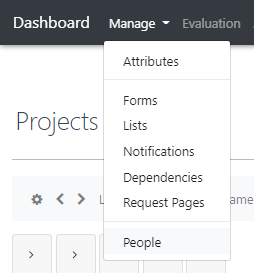 Dashboard Manage Evaluation
Attributes
Projects
Forms
Lists
Notifications
Dependencies
Request Pages
People